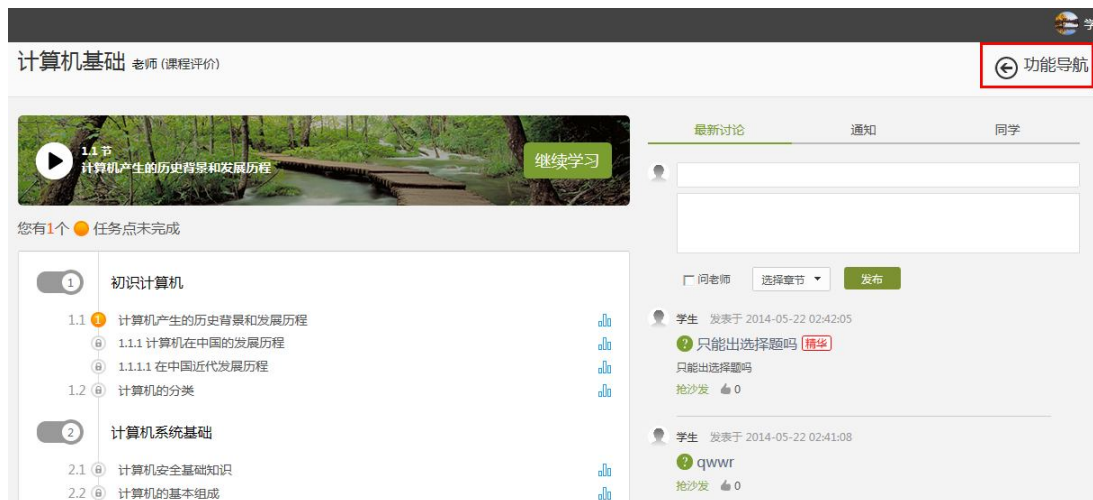 学
计算机基础 老师 (课程评价)
功能导航
1.1 节
计算机产生的历史背景和发展历程
继续学习
您有1个 任务点未完成
1 初识计算机
1.1 1 计算机产生的历史背景和发展历程
1.1.1 计算机在中国的发展历程
1.1.1.1 在中国近代发展历程
1.2 计算机的分类
2 计算机系统基础
2.1 计算机安全基础知识
2.2 计算机的基本组成
最新讨论 通知 同学
问老师 选择章节 发布
学生 发表于 2014-05-22 02:42:05
? 只能出选择题吗 精华
只能出选择题吗
抢沙发 0
学生 发表于 2014-05-22 02:41:08
? qwwr
抢沙发 0